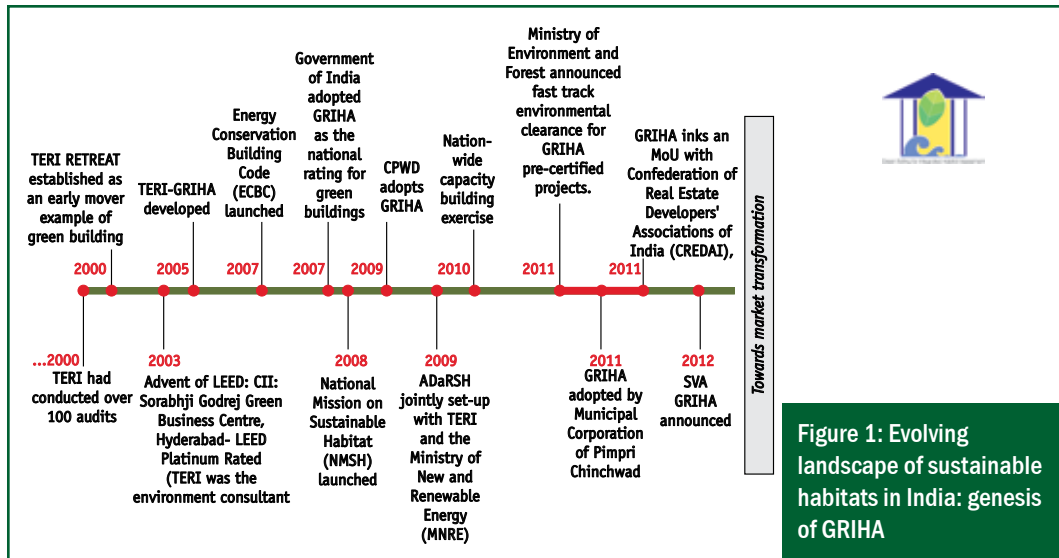 TERI RETREAT
established as
an early mover
example of
green building
2000
TERI-GRIHA
developed
2005
Energy
Conservation
Building
Code
(ECBC)
launched
2007
Government
of India
adopted
GRIHA
as the
national
rating for
green
buildings
2007
CPWD
adopts
GRIHA
2009
Nation-
wide
capacity
building
exercise
2010
Ministry of
Environment and
Forest announced
fast track
environmental
clearance for
GRIHA
pre-certified
projects.
2011
GRIHA inks an
MoU with
Confederation of
Real Estate
Developers'
Associations of
India (CREDAI),
2011
...2000
TERI had
conducted over
100 audits
2003
Advent of LEED: CII:
Sorabhji Godrej Green
Business Centre,
Hyderabad- LEED
Platinum Rated
(TERI was the
environment consultant
2008
National
Mission on
Sustainable
Habitat
(NMSH)
launched
2009
ADaRSH
jointly set-up
with TERI
and the
Ministry of
New and
Renewable
Energy
(MNRE)
2011
GRIHA
adopted by
Municipal
Corporation
of Pimpri
Chinchwad
2012
SVA
GRIHA
announced
Towards market transformation
Figure 1: Evolving
landscape of sustainable
habitats in India: genesis
of GRIHA